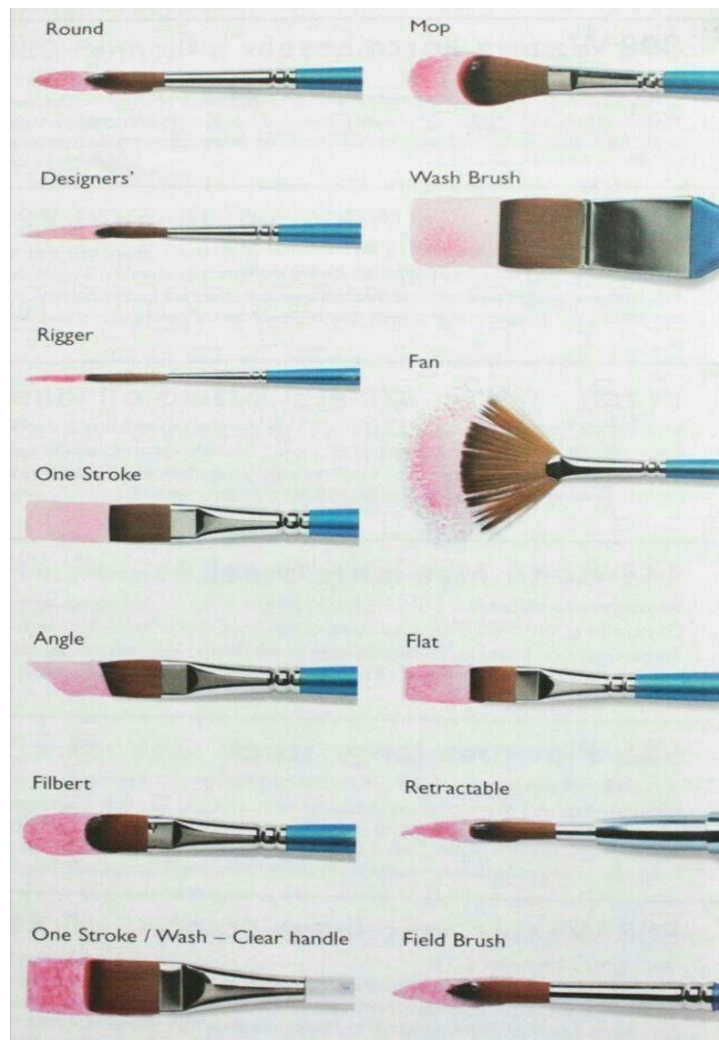 Round
Designers'
Rigger
One Stroke
Angle
Filbert
One Stroke / Wash – Clear handle
Mop
Wash Brush
Fan
Flat
Retractable
Field Brush